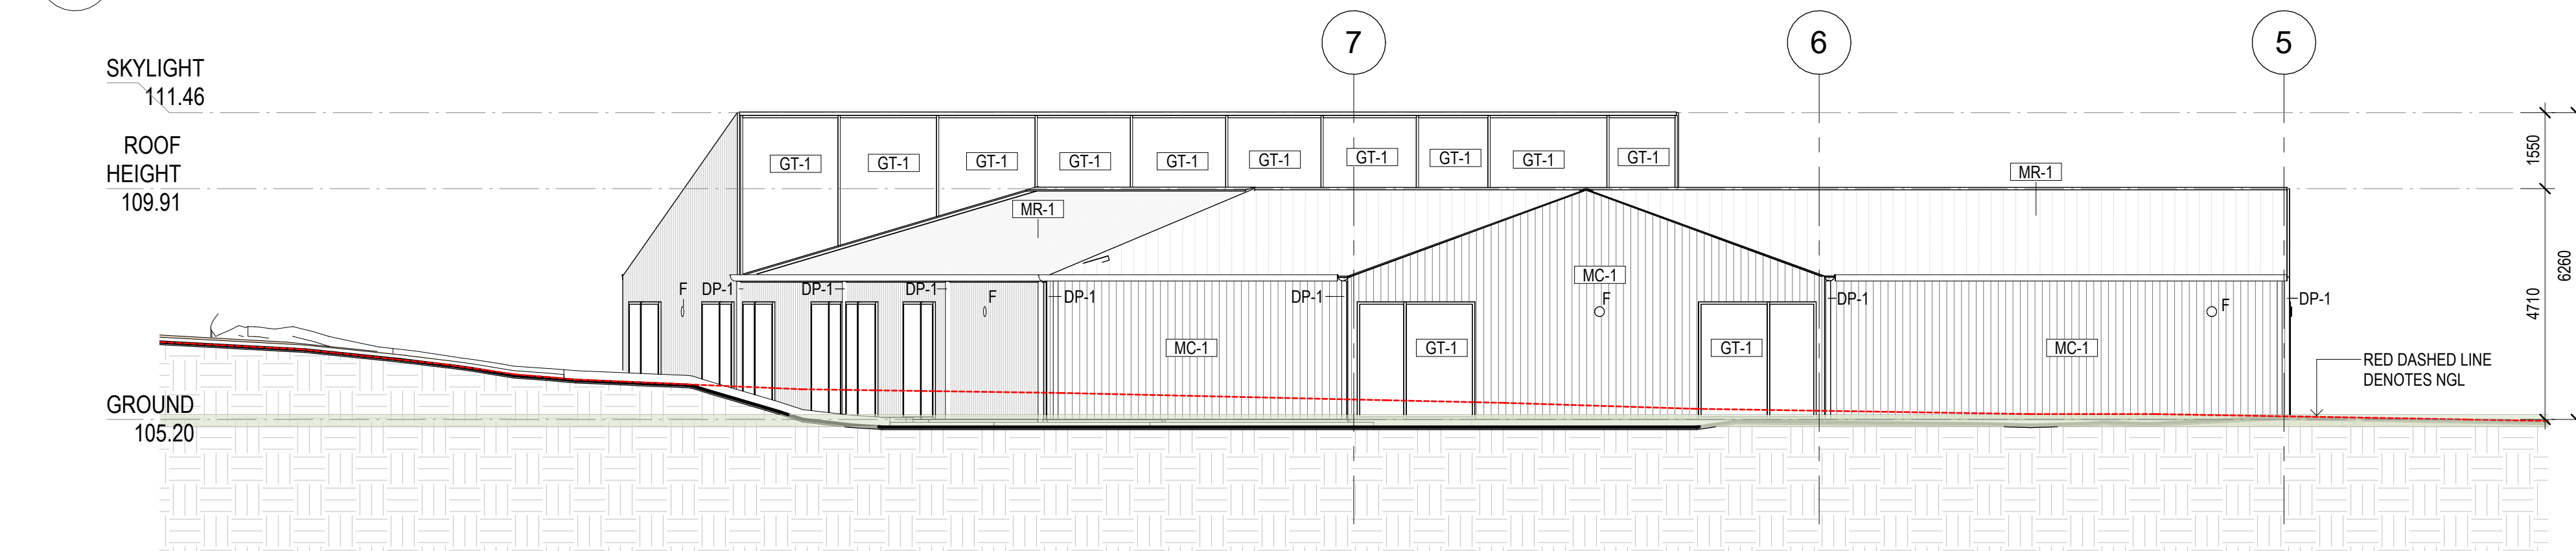 7
6
5
SKYLIGHT
111.46
ROOF
HEIGHT
109.91
GT-1
GT-1
GT-1
GT-1
GT-1
GT-1
GT-1
GT-1
GT-1
GT-1
1550
MR-1
MR-1
6260
MC-1
F
DP-1
DP-1
DP-1
F
DP-1
DP-1
F
DP-1
F
DP-1
4710
MC-1
GT-1
GT-1
MC-1
RED DASHED LINE
DENOTES NGL
GROUND
105.20